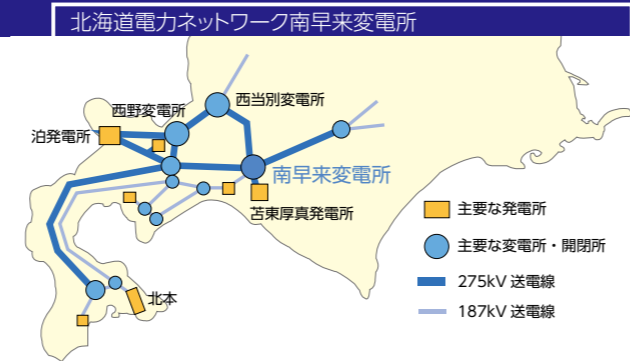 北海道電力ネットワーク南早来変電所
西当別変電所
西野変電所
泊発電所
南早来変電所
苫東厚真発電所
北本
主要な発電所
主要な変電所・開閉所
275kV 送電線
187kV 送電線